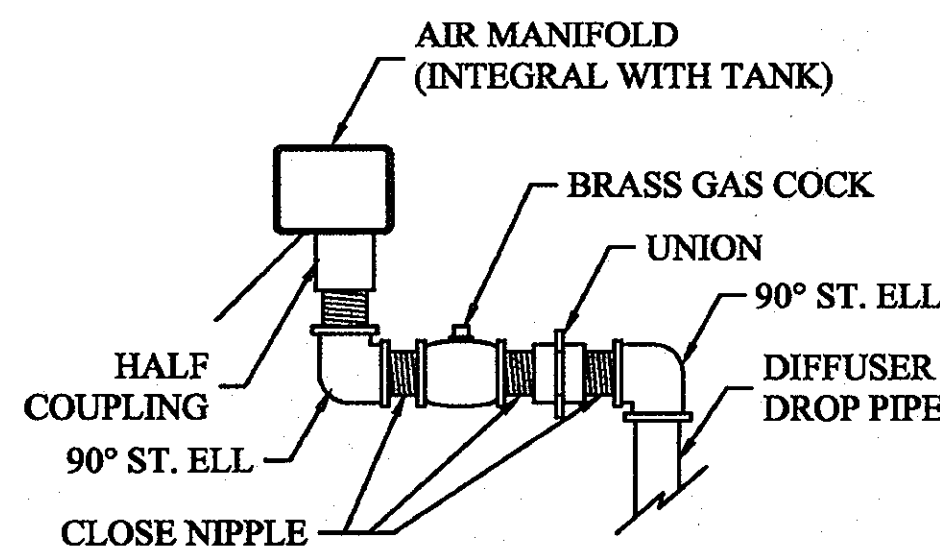 AIR MANIFOLD
(INTEGRAL WITH TANK)
BRASS GAS COCK
UNION
90° ST. ELL
HALF
COUPLING
DIFFUSER
DROP PIPE
90° ST. ELL
CLOSE NIPPLE